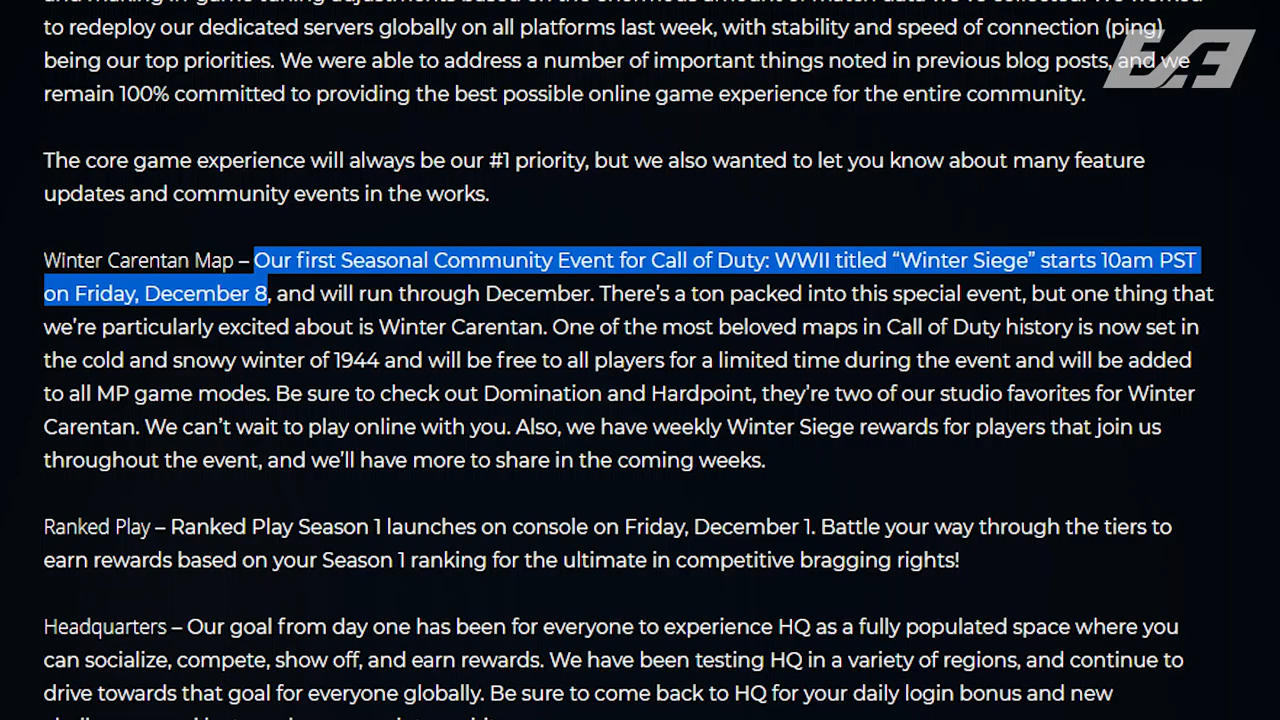 to redeploy our dedicated servers globally on all platforms last week, with stability and speed of connection (ping)
being our top priorities. We were able to address a number of important things noted in previous blog posts, and we
remain 100% committed to providing the best possible online game experience for the entire community.
The core game experience will always be our #1 priority, but we also wanted to let you know about many feature
updates and community events in the works.
Winter Carentan Map – Our first Seasonal Community Event for Call of Duty: WWII titled “Winter Siege” starts 10am PST
on Friday, December 8, and will run through December. There’s a ton packed into this special event, but one thing that
we’re particularly excited about is Winter Carentan. One of the most beloved maps in Call of Duty history is now set in
the cold and snowy winter of 1944 and will be free to all players for a limited time during the event and will be added
to all MP game modes. Be sure to check out Domination and Hardpoint, they’re two of our studio favorites for Winter
Carentan. We can’t wait to play online with you. Also, we have weekly Winter Siege rewards for players that join us
throughout the event, and we’ll have more to share in the coming weeks.
Ranked Play – Ranked Play Season 1 launches on console on Friday, December 1. Battle your way through the tiers to
earn rewards based on your Season 1 ranking for the ultimate in competitive bragging rights!
Headquarters – Our goal from day one has been for everyone to experience HQ as a fully populated space where you
can socialize, compete, show off, and earn rewards. We have been testing HQ in a variety of regions, and continue to
drive towards that goal for everyone globally. Be sure to come back to HQ for your daily login bonus and new